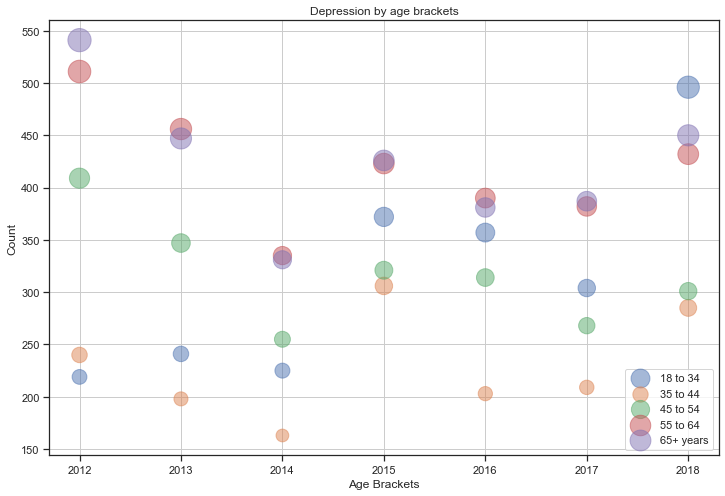 Depression by age brackets
550
500
450
400
350
300
250
200
150
Count
2012 2013 2014 2015 2016 2017 2018
Age Brackets
18 to 34
35 to 44
45 to 54
55 to 64
65+ years